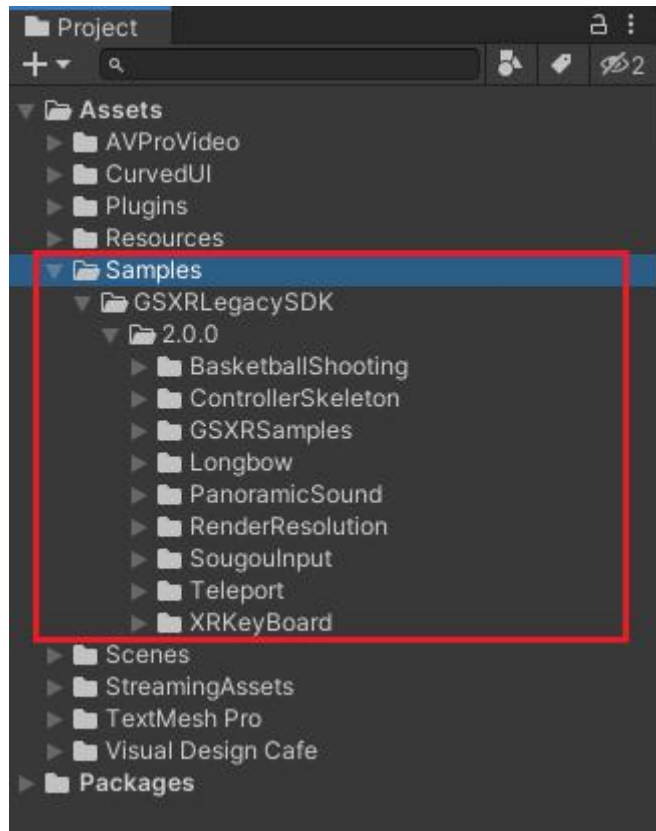 Project
2
Assets
AVProVideo
CurvedUI
Plugins
Resources
Samples
GSXRLegacySDK
2.0.0
BasketballShooting
ControllerSkeleton
GSXRSamples
Longbow
PanoramicSound
RenderResolution
SougouInput
Teleport
XRKeyBoard
Scenes
StreamingAssets
TextMesh Pro
Visual Design Cafe
Packages